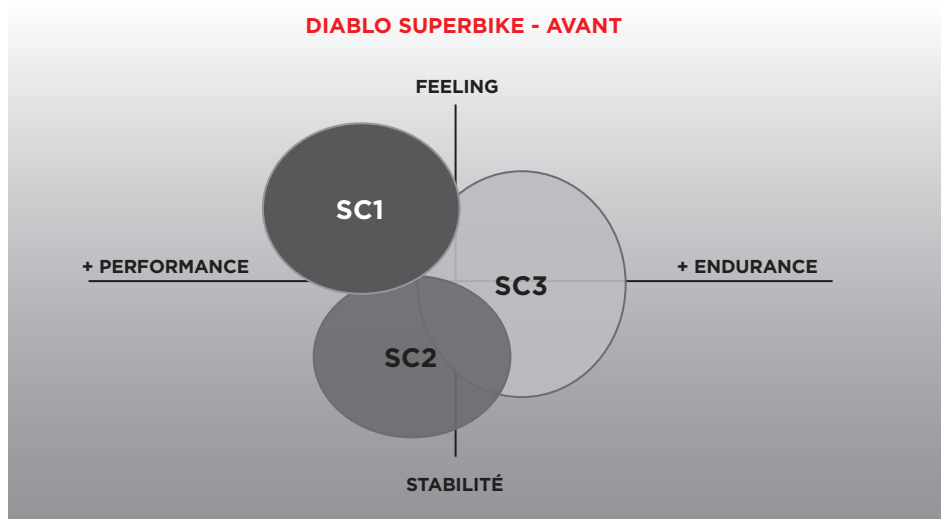 DIABLO SUPERBIKE - AVANT
FEELING
SC1
+ PERFORMANCE
+ ENDURANCE
SC3
SC2
STABILITÉ